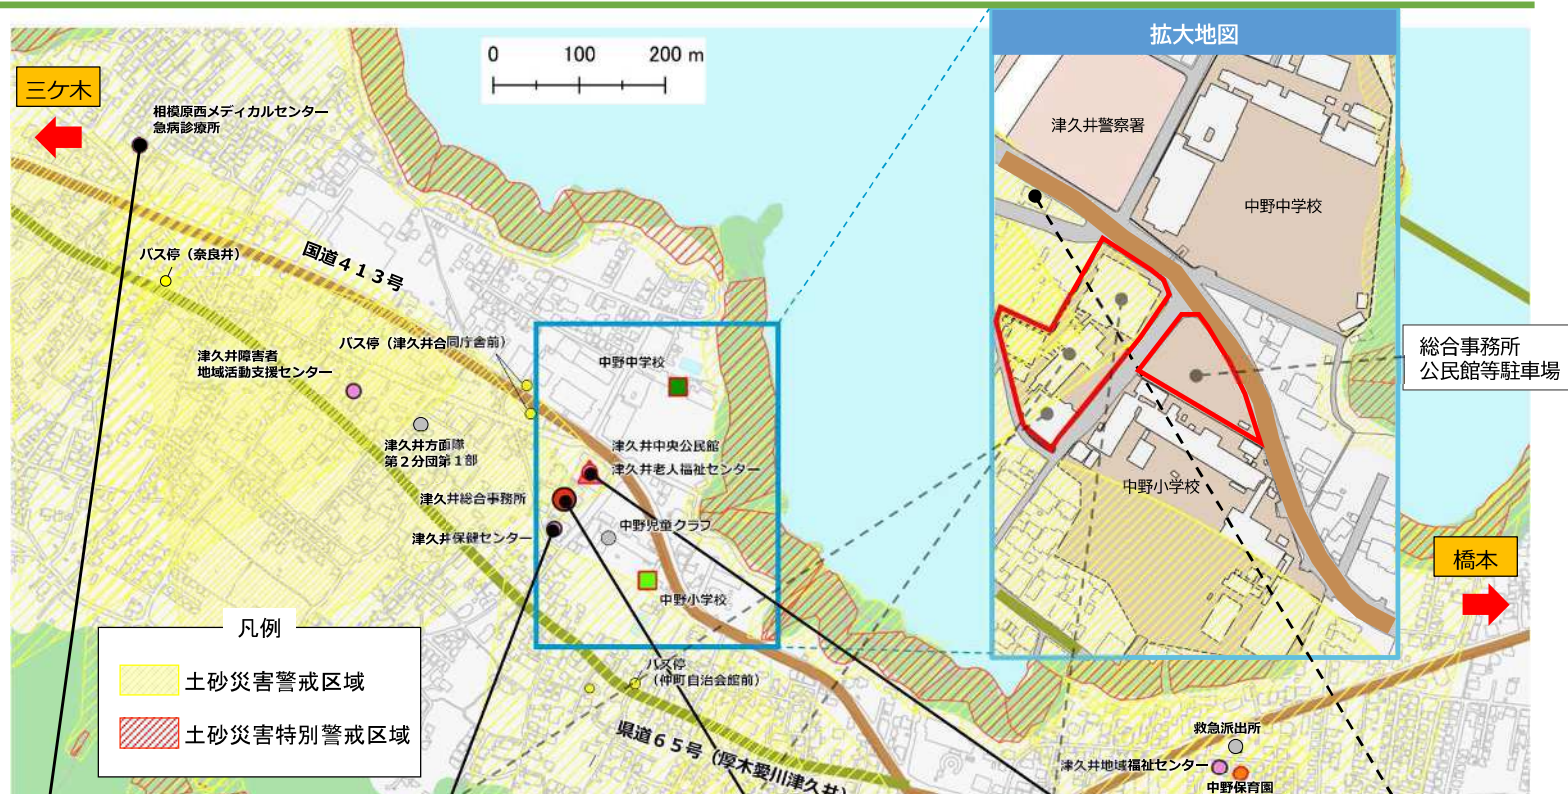 拡大地図
0 100 200 m
三ケ木
相模原西メディカルセンター
急病診療所
津久井警察署
中野中学校
バス停（奈良井）
国道４１３号
総合事務所
公民館等駐車場
バス停（津久井合同庁舎前）
津久井障害者
地域活動支援センター
中野中学校
津久井方面隊
第２分団第１部
津久井中央公民館
津久井老人福祉センター
津久井総合事務所
中野児童クラブ
津久井保健センター
中野小学校
中野小学校
橋本
凡例
土砂災害警戒区域
土砂災害特別警戒区域
バス停
（仲町自治会館前）
県道６５号（厚木愛川津久井）
救急派出所
津久井地域福祉センター
中野保育園